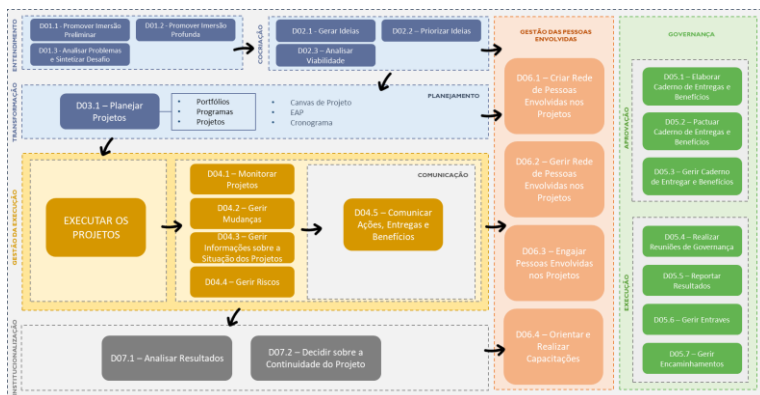 ENTENDIMENTO
D01.1 - Promover Imersão
Preliminar
D01.2 - Promover Imersão
Profunda
D01.3 – Analisar Problemas
e Sintetizar Desafio
COCRIAÇÃO
D02.1 - Gerar Ideias
D02.2 – Priorizar Ideias
D02.3 – Analisar
Viabilidade
TRANSFORMAÇÃO
PLANEJAMENTO
D03.1 – Planejar
Projetos
• Portfólios
• Programas
• Projetos
• Canvas de Projeto
• EAP
• Cronograma
GESTÃO DA EXECUÇÃO
EXECUTAR OS
PROJETOS
D04.1 – Monitorar
Projetos
D04.2 – Gerir
Mudanças
D04.3 – Gerir
Informações sobre a
Situação dos Projetos
D04.4 – Gerir Riscos
COMUNICAÇÃO
D04.5 – Comunicar
Ações, Entregas e
Benefícios
INSTITUCIONALIZAÇÃO
D07.1 – Analisar Resultados
D07.2 – Decidir sobre a
Continuidade do Projeto
GESTÃO DAS PESSOAS
ENVOLVIDAS
D06.1 – Criar Rede
de Pessoas
Envolvidas nos
Projetos
D06.2 – Gerir Rede
de Pessoas
Envolvidas nos
Projetos
D06.3 – Engajar
Pessoas Envolvidas
nos Projetos
D06.4 – Orientar e
Realizar
Capacitações
GOVERNANÇA
APROVAÇÃO
D05.1 – Elaborar
Caderno de Entregas e
Benefícios
D05.2 – Pactuar
Caderno de Entregas e
Benefícios
D05.3 – Gerir Caderno
de Entregar e Benefícios
EXECUÇÃO
D05.4 – Realizar
Reuniões de Governança
D05.5 – Reportar
Resultados
D05.6 – Gerir Entraves
D05.7 – Gerir
Encaminhamentos